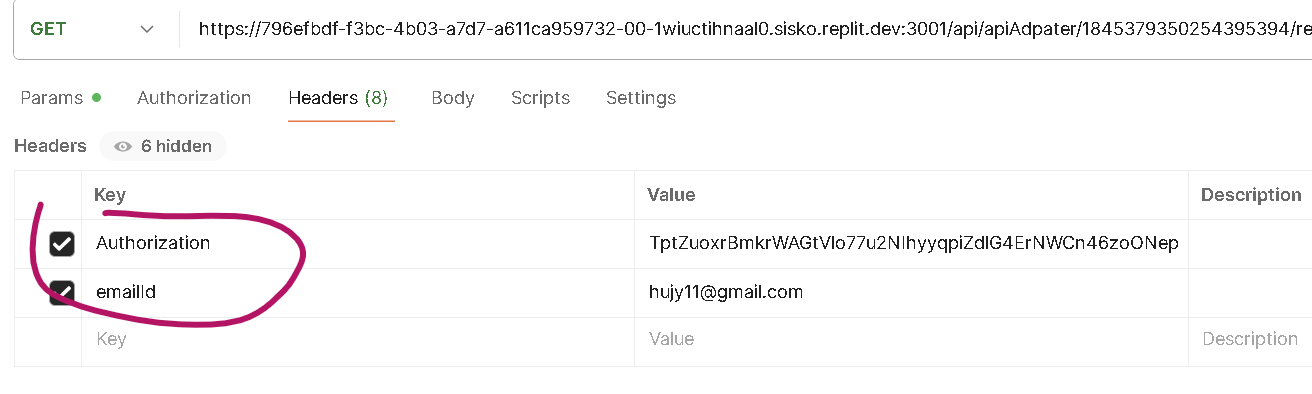 GET https://796efbdf-f3bc-4b03-a7d7-a611ca959732-00-1wiuctihnaal0.sisko.replit.dev:3001/api/apiAdpater/1845379350254395394/re
Params Authorization Headers (8) Body Scripts Settings
Headers 6 hidden
Key Value Description
Authorization TptZuoxrBmkrWAGtVlo77u2NIhyyqpiZdlG4ErNWCn46zoONep
emailId hujy11@gmail.com
Key Value Description